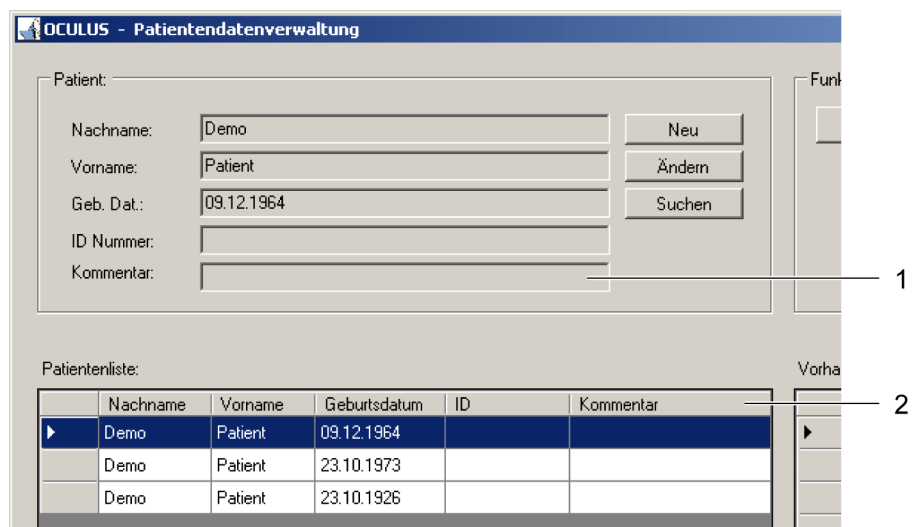 OCULUS - Patientendatenverwaltung
Patient:
Funk
Nachname: Demo Neu
Vorname: Patient Ändern
Geb. Dat.: 09.12.1964 Suchen
ID Nummer:
Kommentar:
1
Patientenliste:
Vorha
Nachname Vorname Geburtsdatum ID Kommentar
2
Demo Patient 09.12.1964
Demo Patient 23.10.1973
Demo Patient 23.10.1926